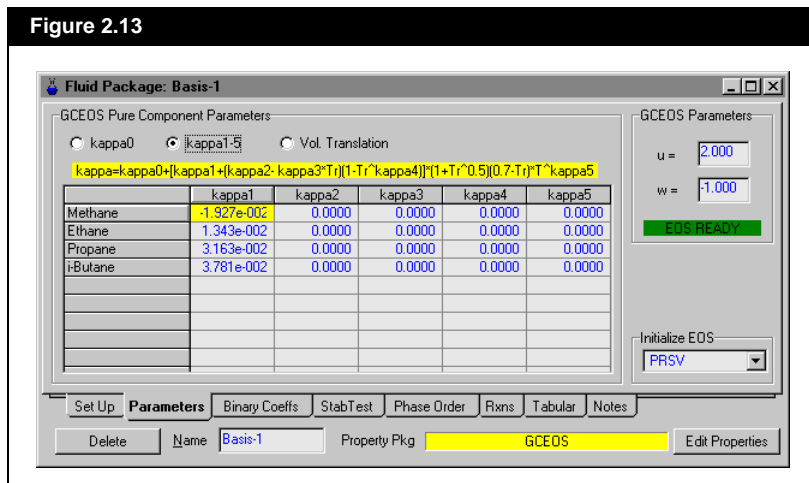 Figure 2.13
Fluid Package: Basis-1
GCEOS Pure Component Parameters
kappa0 kappa1-5 Vol. Translation
kappa=kappa0+[kappa1+(kappa2- kappa3*Tr)(1-Tr^kappa4)]*(1+Tr^0.5)(0.7-Tr)*T^kappa5
kappa1 kappa2 kappa3 kappa4 kappa5
Methane -1.927e-002 0.0000 0.0000 0.0000 0.0000
Ethane 1.343e-002 0.0000 0.0000 0.0000 0.0000
Propane 3.163e-002 0.0000 0.0000 0.0000 0.0000
i-Butane 3.781e-002 0.0000 0.0000 0.0000 0.0000
GCEOS Parameters
u = 2.000
w = -1.000
EOS READY
Initialize EOS
PRSV
Set Up Parameters Binary Coeffs StabTest Phase Order Rxns Tabular Notes
Delete Name Basis-1 Property Pkg GCEOS Edit Properties